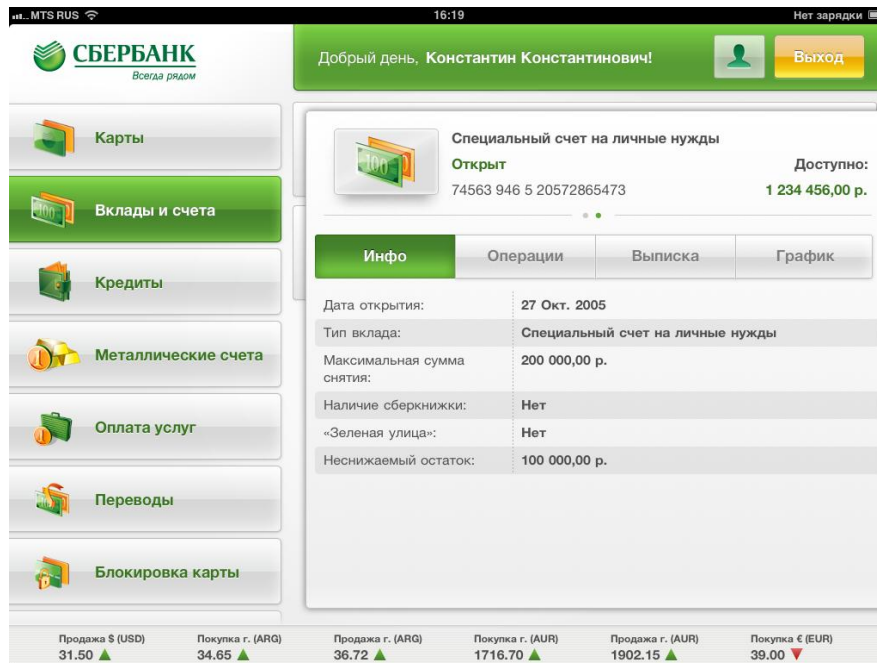 MTS RUS 16:19 Нет зарядки
СБЕРБАНК
Всегда рядом
Добрый день, Константин Константинович!
Выход
Карты
Вклады и счета
Кредиты
Металлические счета
Оплата услуг
Переводы
Блокировка карты
100
Специальный счет на личные нужды
Открыт
Доступно:
74563 946 5 20572865473
1 234 456,00 р.
Инфо Операции Выписка График
Дата открытия: 27 Окт. 2005
Тип вклада: Специальный счет на личные нужды
Максимальная сумма 200 000,00 р.
снятия:
Наличие сберкнижки: Нет
«Зеленая улица»: Нет
Неснижаемый остаток: 100 000,00 р.
Продажа $ (USD) Покупка г. (ARG) Продажа г. (ARG) Покупка г. (AUR) Продажа г. (AUR) Покупка € (EUR)
31.50 ▲ 34.65 ▲ 36.72 ▲ 1716.70 ▲ 1902.15 ▲ 39.00 ▼